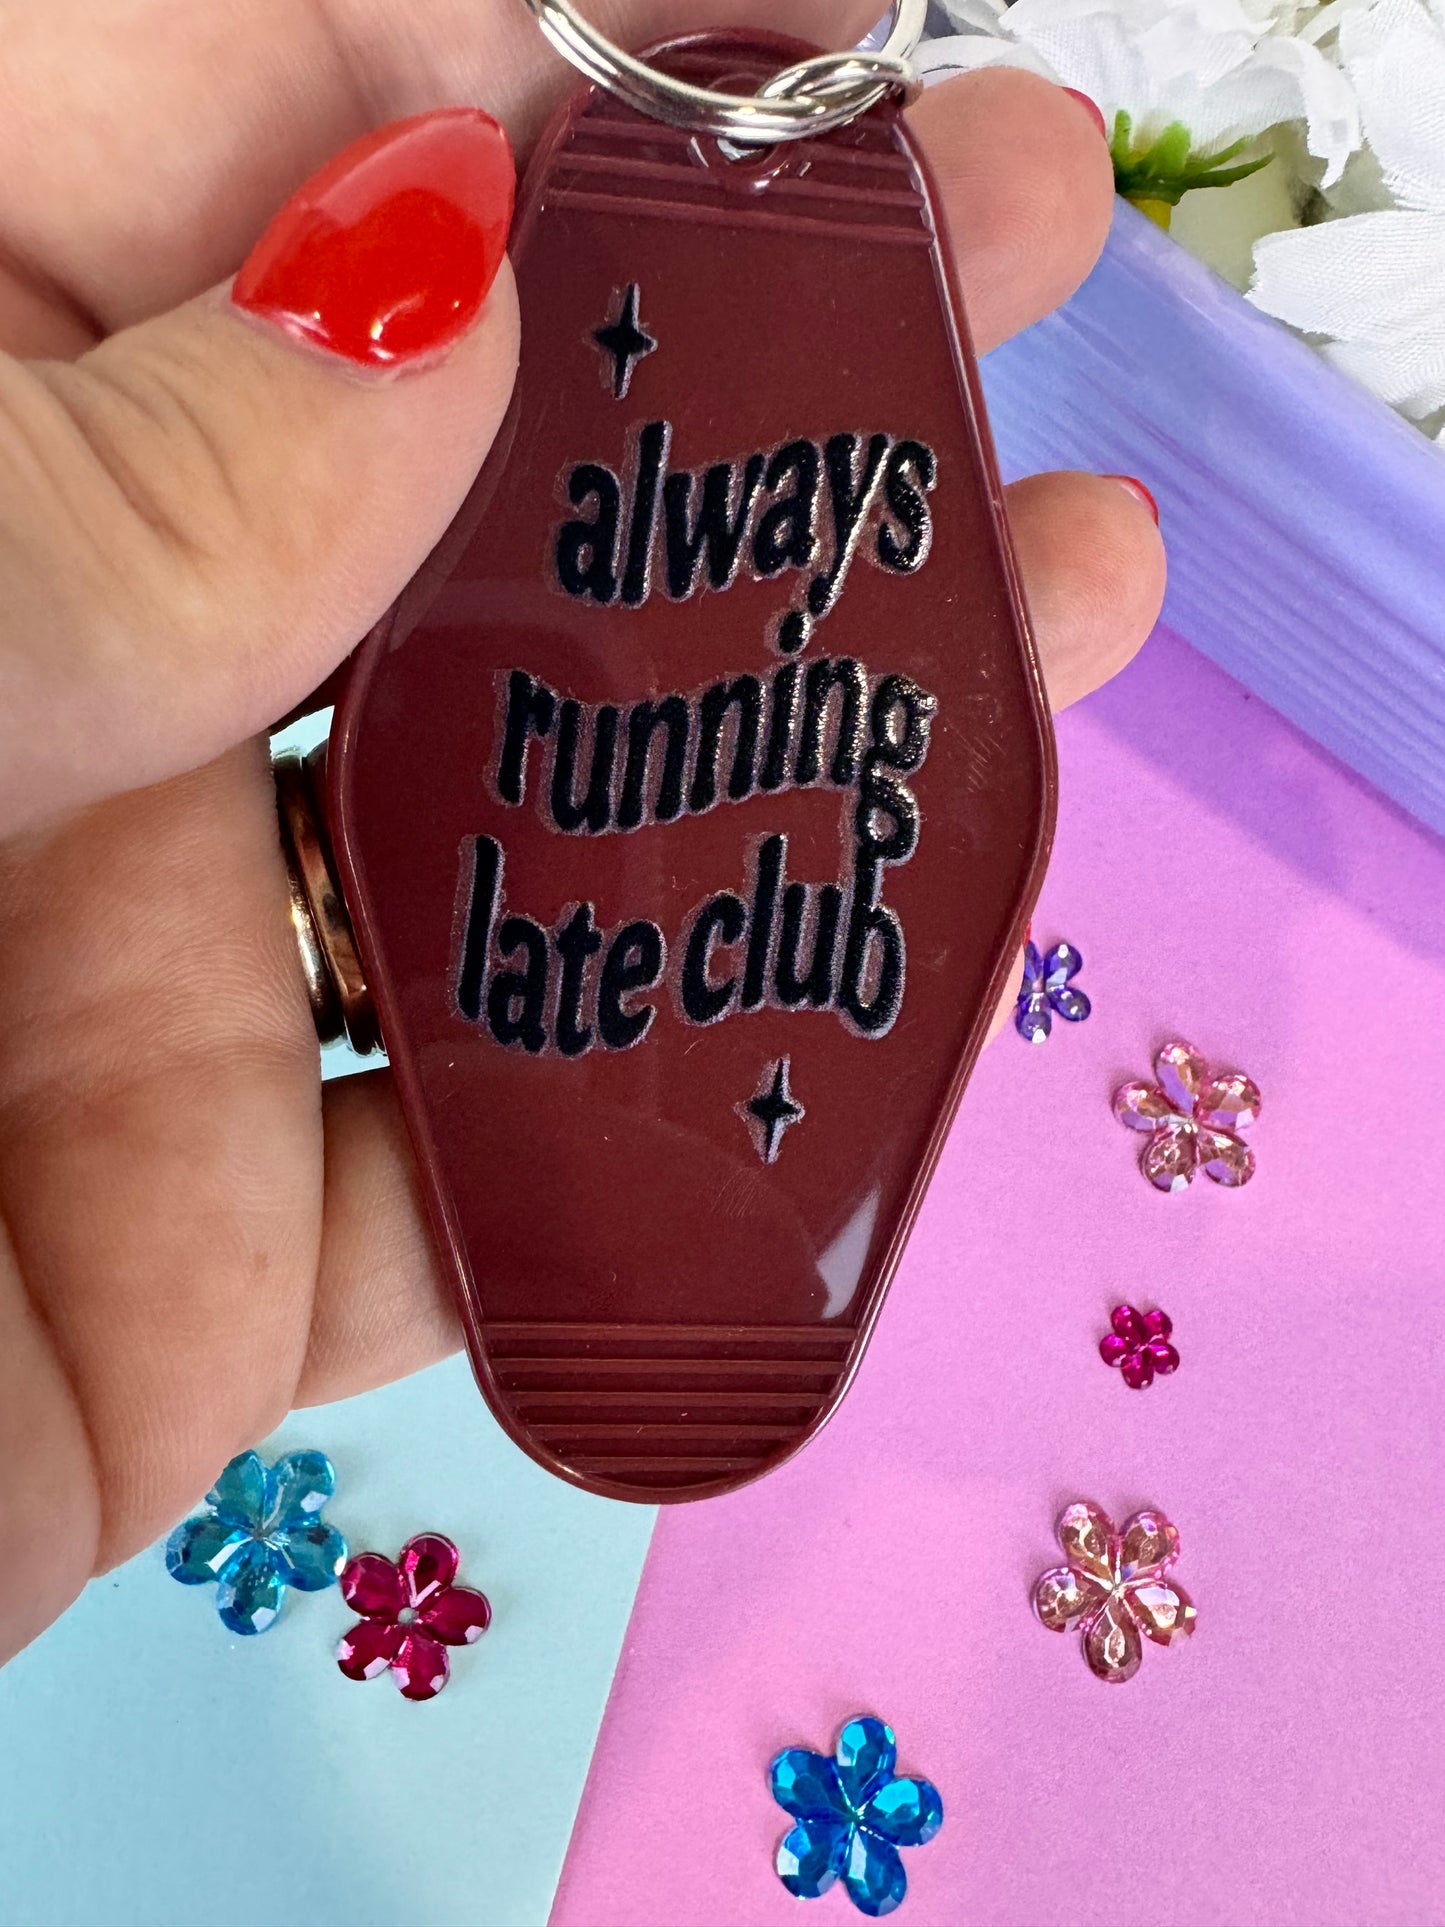 always
running
late club